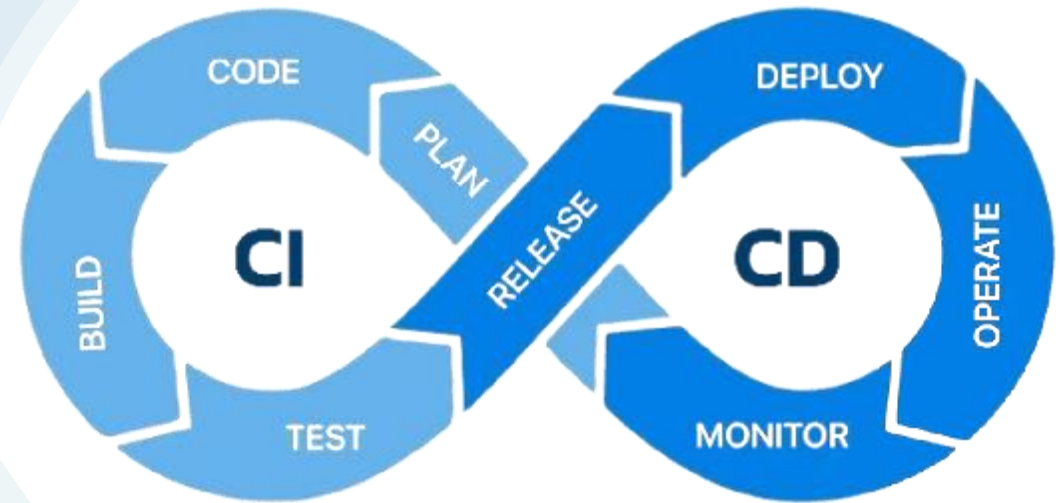 CODE
DEPLOY
PLAN
RELEASE
CI
CD
BUILD
OPERATE
TEST
MONITOR